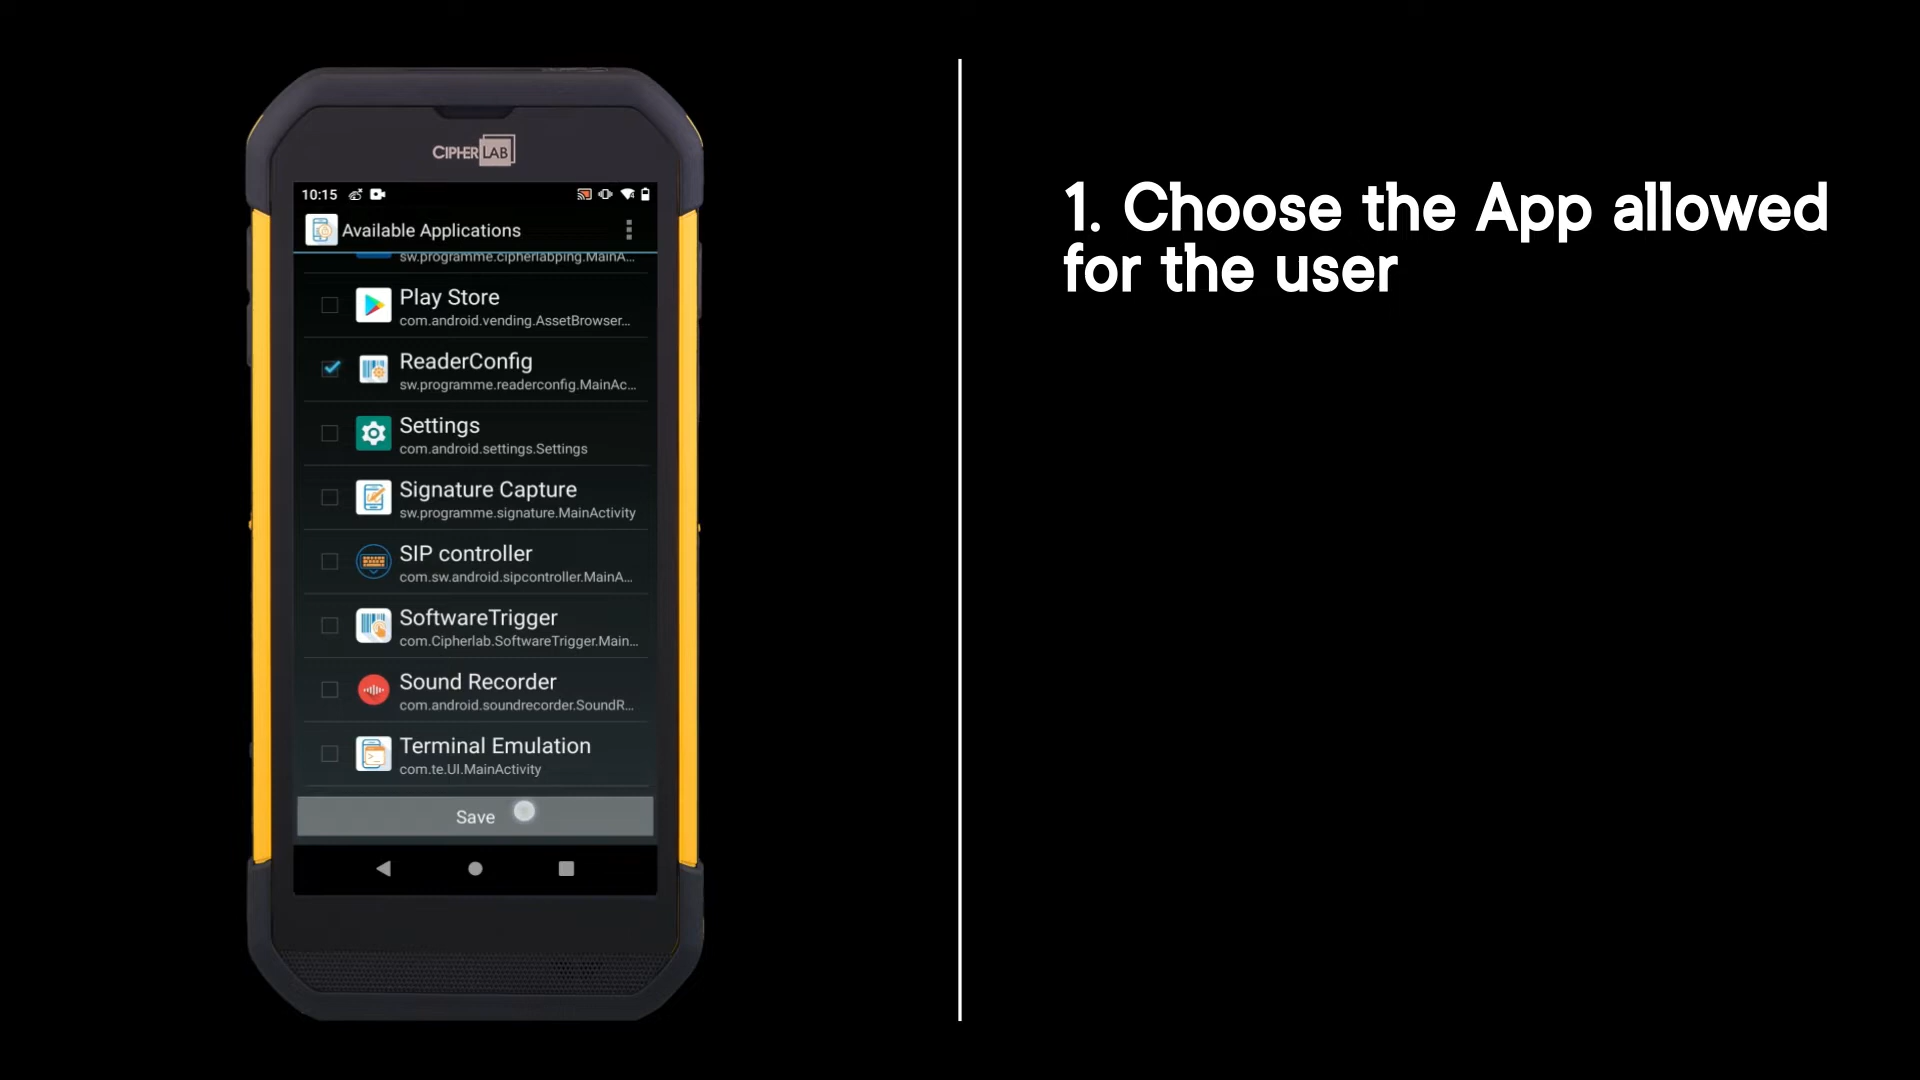 CIPHERLAB
10:15
Available Applications
sw.programme.cipherlabping.MainA...
Play Store
com.android.vending.AssetBrowser...
ReaderConfig
sw.programme.readerconfig.MainAc...
Settings
com.android.settings.Settings
Signature Capture
sw.programme.signature.MainActivity
SIP controller
com.sw.android.sipcontroller.MainA...
SoftwareTrigger
com.Cipherlab.SoftwareTrigger.Main...
Sound Recorder
com.android.soundrecorder.SoundR...
Terminal Emulation
com.te.UI.MainActivity
Save
1. Choose the App allowed
for the user